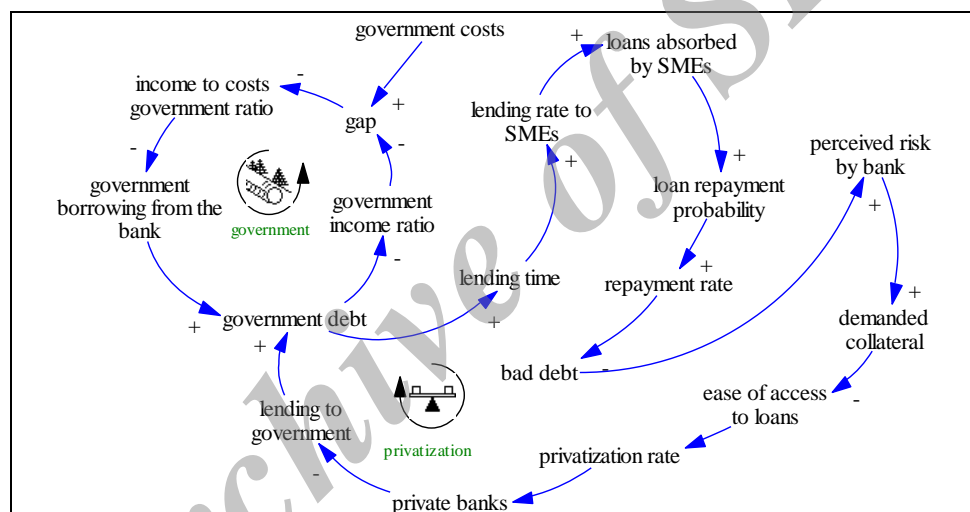 government costs
+
-
income to costs
government ratio
+
gap
-
-
government
borrowing from the
bank
government
government
income ratio
-
+
government debt
+
lending time
+
lending rate to
SMEs
+
+
loans absorbed
by SMEs
+
loan repayment
probability
+
repayment rate
-
bad debt
perceived risk
by bank
+
+
demanded
collateral
-
ease of access
to loans
privatization rate
private banks
-
lending to
government
privatization
Archive of S